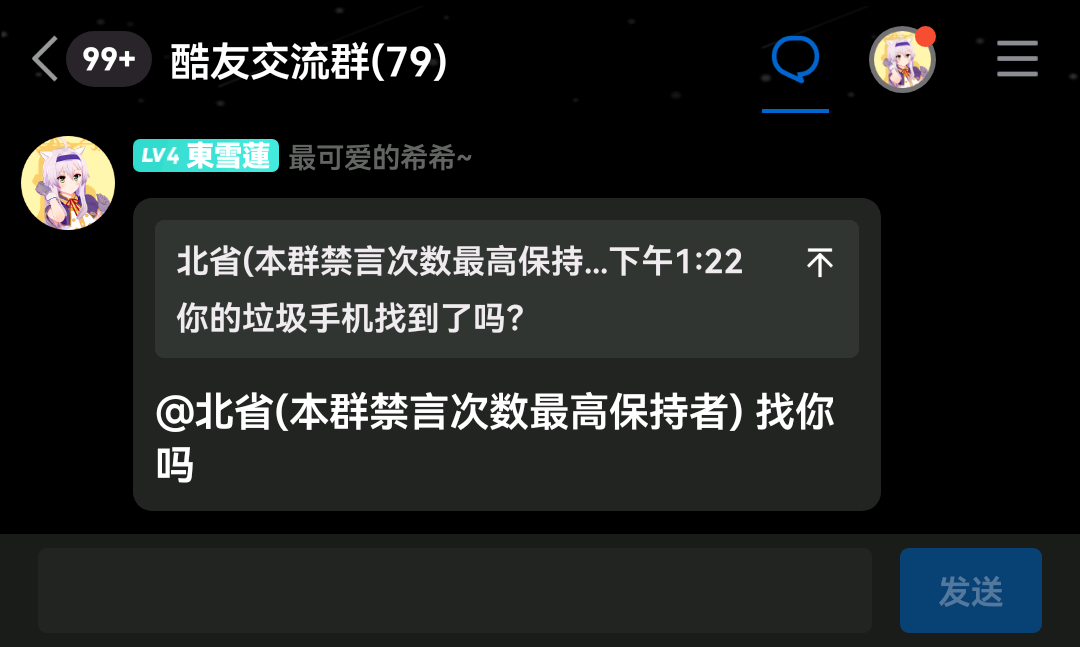 99+ 酷友交流群(79)
LV4 東雪蓮 最可爱的希希~
北省(本群禁言次数最高保持...下午1:22
你的垃圾手机找到了吗?
@北省(本群禁言次数最高保持者) 找你
吗
发送